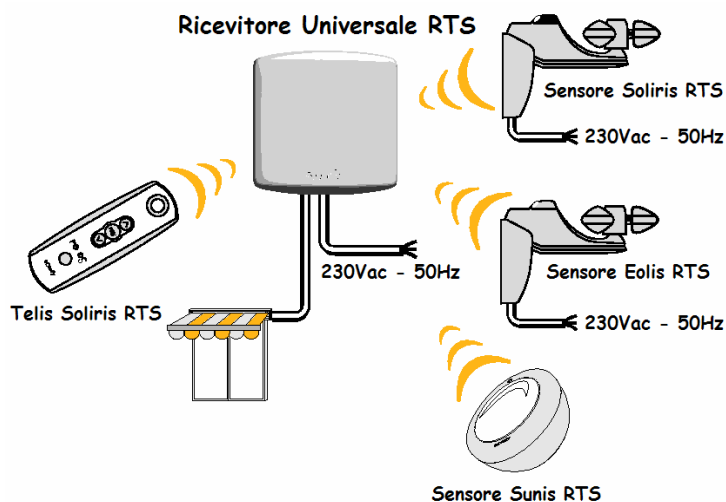 Ricevitore Universale RTS
Sensore Soliris RTS
230Vac - 50Hz
230Vac - 50Hz
Sensore Eolis RTS
Telis Soliris RTS
230Vac - 50Hz
Sensore Sunis RTS